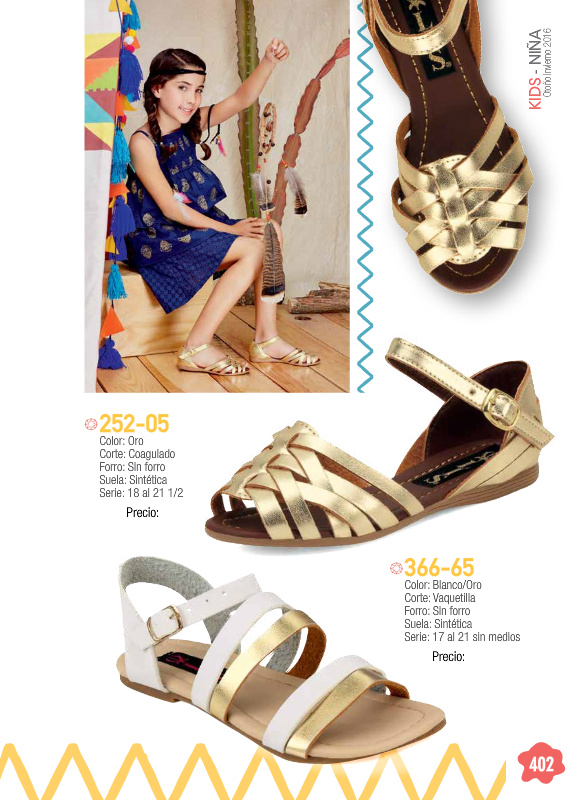 KIDS - NIÑA
Otoño Invierno 2016
252-05
Color: Oro
Corte: Coagulado
Forro: Sin forro
Suela: Sintética
Serie: 18 al 21 1/2
Precio:
366-65
Color: Blanco/Oro
Corte: Vaquetilla
Forro: Sin forro
Suela: Sintética
Serie: 17 al 21 sin medios
Precio:
402